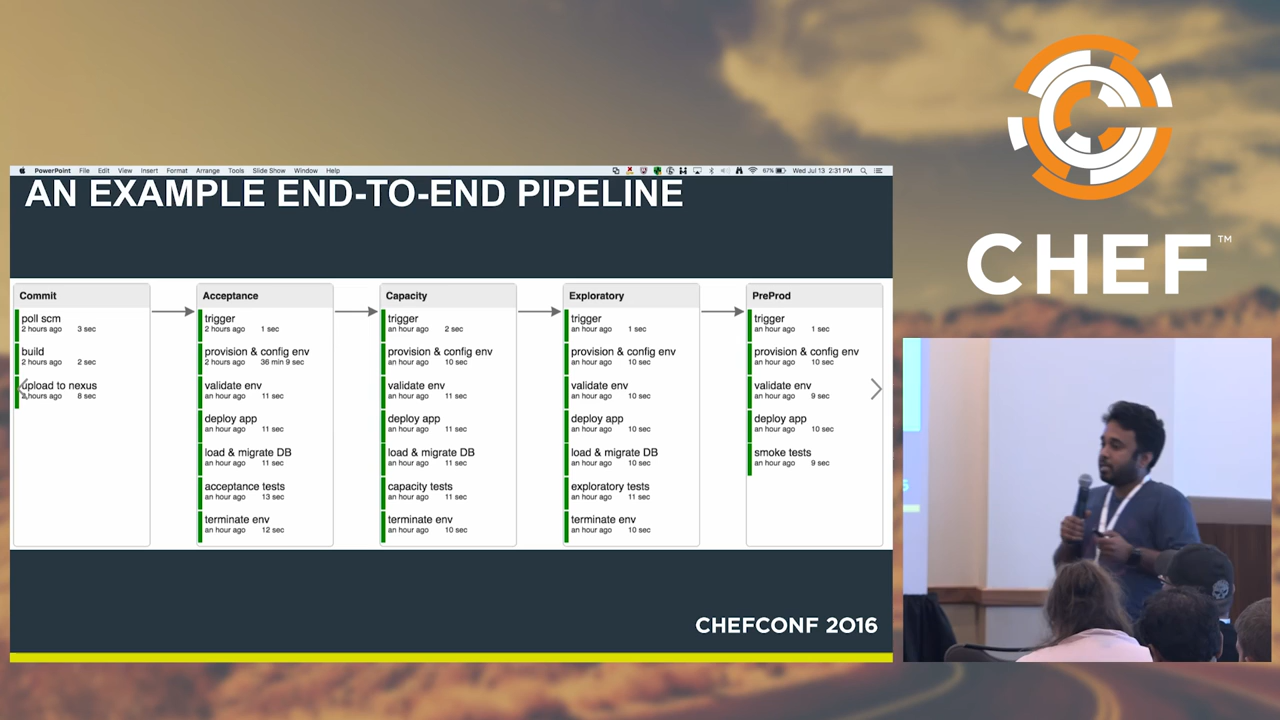 PowerPoint File Edit View Insert Format Arrange Tools Slide Show Window Help 67% Wed Jul 13 2:31 PM
AN EXAMPLE END-TO-END PIPELINE
Commit
poll scm
2 hours ago 3 sec
build
2 hours ago 2 sec
upload to nexus
2 hours ago 8 sec
Acceptance
trigger
2 hours ago 1 sec
provision & config env
2 hours ago 36 min 9 sec
validate env
an hour ago 11 sec
deploy app
an hour ago 11 sec
load & migrate DB
an hour ago 11 sec
acceptance tests
an hour ago 13 sec
terminate env
an hour ago 12 sec
Capacity
trigger
an hour ago 2 sec
provision & config env
an hour ago 10 sec
validate env
an hour ago 11 sec
deploy app
an hour ago 11 sec
load & migrate DB
an hour ago 11 sec
capacity tests
an hour ago 11 sec
terminate env
an hour ago 10 sec
Exploratory
trigger
an hour ago 1 sec
provision & config env
an hour ago 10 sec
validate env
an hour ago 10 sec
deploy app
an hour ago 10 sec
load & migrate DB
an hour ago 10 sec
exploratory tests
an hour ago 11 sec
terminate env
an hour ago 10 sec
PreProd
trigger
an hour ago 1 sec
provision & config env
an hour ago 10 sec
validate env
an hour ago 9 sec
deploy app
an hour ago 10 sec
smoke tests
an hour ago 9 sec
CHEFCONF 2016
CHEF™